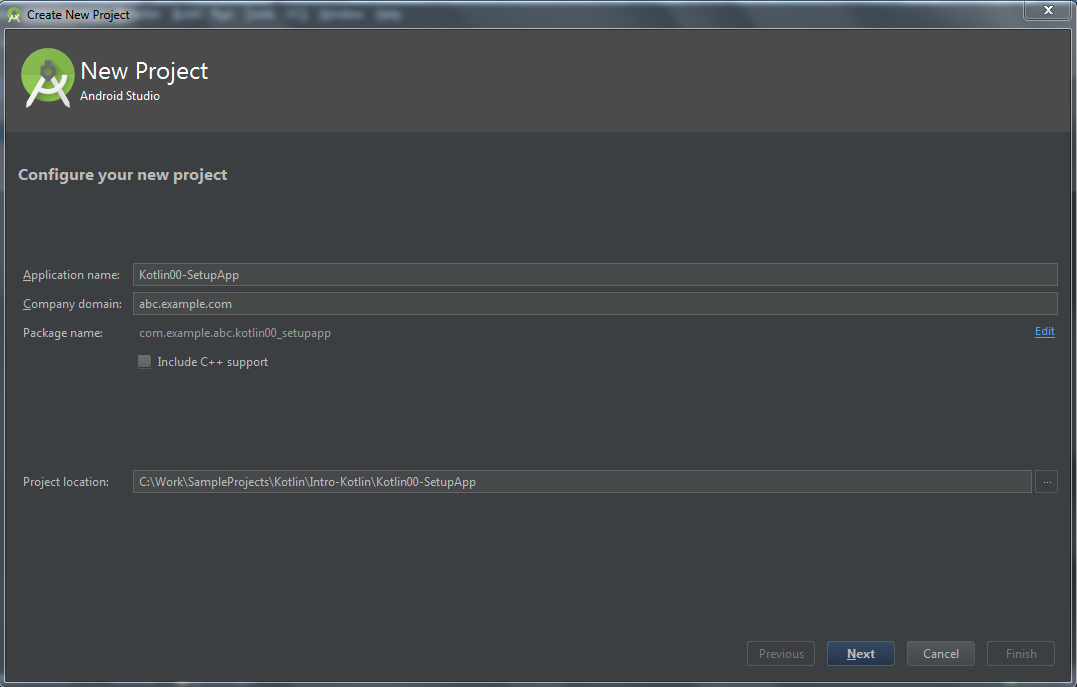 Create New Project
New Project
Android Studio
Configure your new project
Application name: Kotlin00-SetupApp
Company domain: abc.example.com
Package name: com.example.abc.kotlin00_setupapp Edit
Include C++ support
Project location: C:\Work\SampleProjects\Kotlin\Intro-Kotlin\Kotlin00-SetupApp ...
Previous Next Cancel Finish